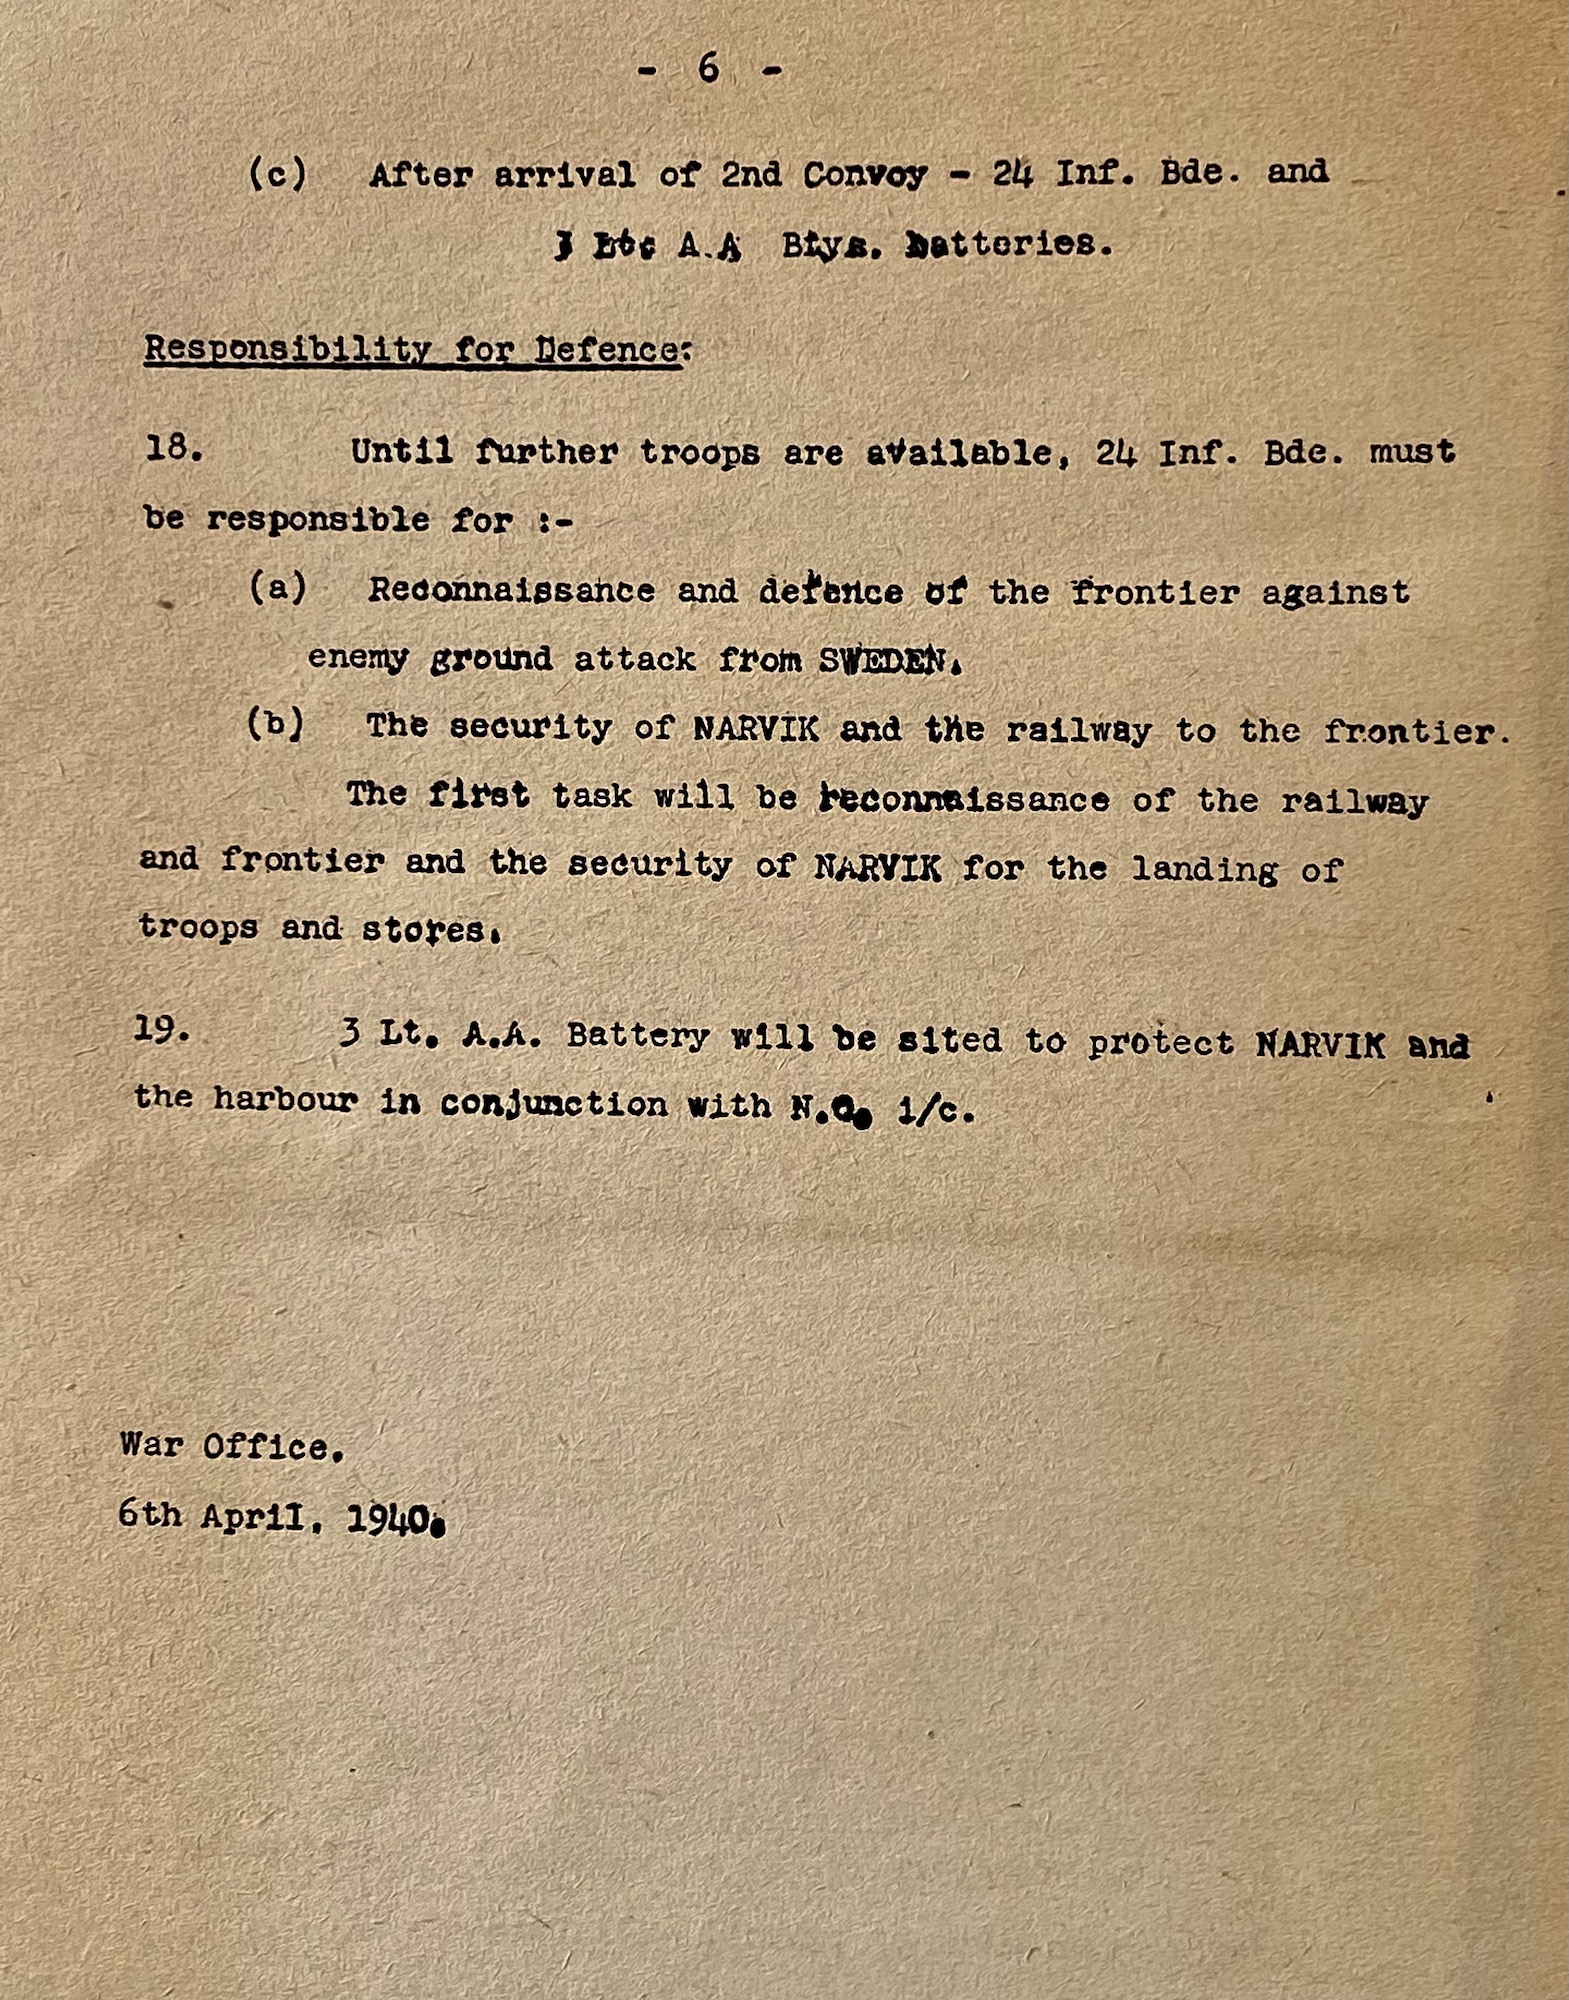 - 6 -
(c) After arrival of 2nd Convoy - 24 Inf. Bde. and
3 A.A Btys. batteries.
Responsibility for Defence:
18. Until further troops are available, 24 Inf. Bde. must
be responsible for :-
(a) Reconnaissance and defence of the frontier against
enemy ground attack from SWEDEN.
(b) The security of NARVIK and the railway to the frontier.
The first task will be reconnaissance of the railway
and frontier and the security of NARVIK for the landing of
troops and stores.
19. 3 Lt. A.A. Battery will be sited to protect NARVIK and
the harbour in conjunction with N.O. i/c.
War Office.
6th April, 1940.